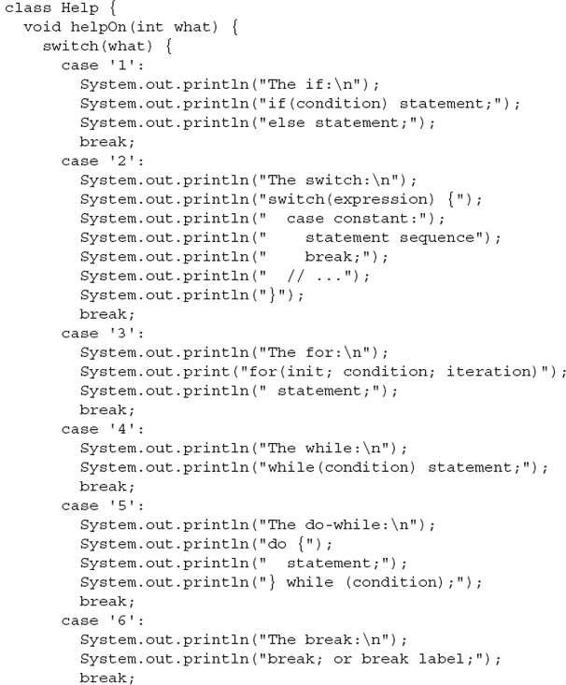 class Help {
  void helpOn(int what) {
    switch(what) {
      case '1':
        System.out.println("The if:\n");
        System.out.println("if(condition) statement;");
        System.out.println("else statement;");
        break;
      case '2':
        System.out.println("The switch:\n");
        System.out.println("switch(expression) {");
        System.out.println("  case constant:");
        System.out.println("    statement sequence");
        System.out.println("    break;");
        System.out.println("  // ...");
        System.out.println("}");
        break;
      case '3':
        System.out.println("The for:\n");
        System.out.print("for(init; condition; iteration)");
        System.out.println(" statement;");
        break;
      case '4':
        System.out.println("The while:\n");
        System.out.println("while(condition) statement;");
        break;
      case '5':
        System.out.println("The do-while:\n");
        System.out.println("do {");
        System.out.println("  statement;");
        System.out.println("} while (condition);");
        break;
      case '6':
        System.out.println("The break:\n");
        System.out.println("break; or break label;");
        break;